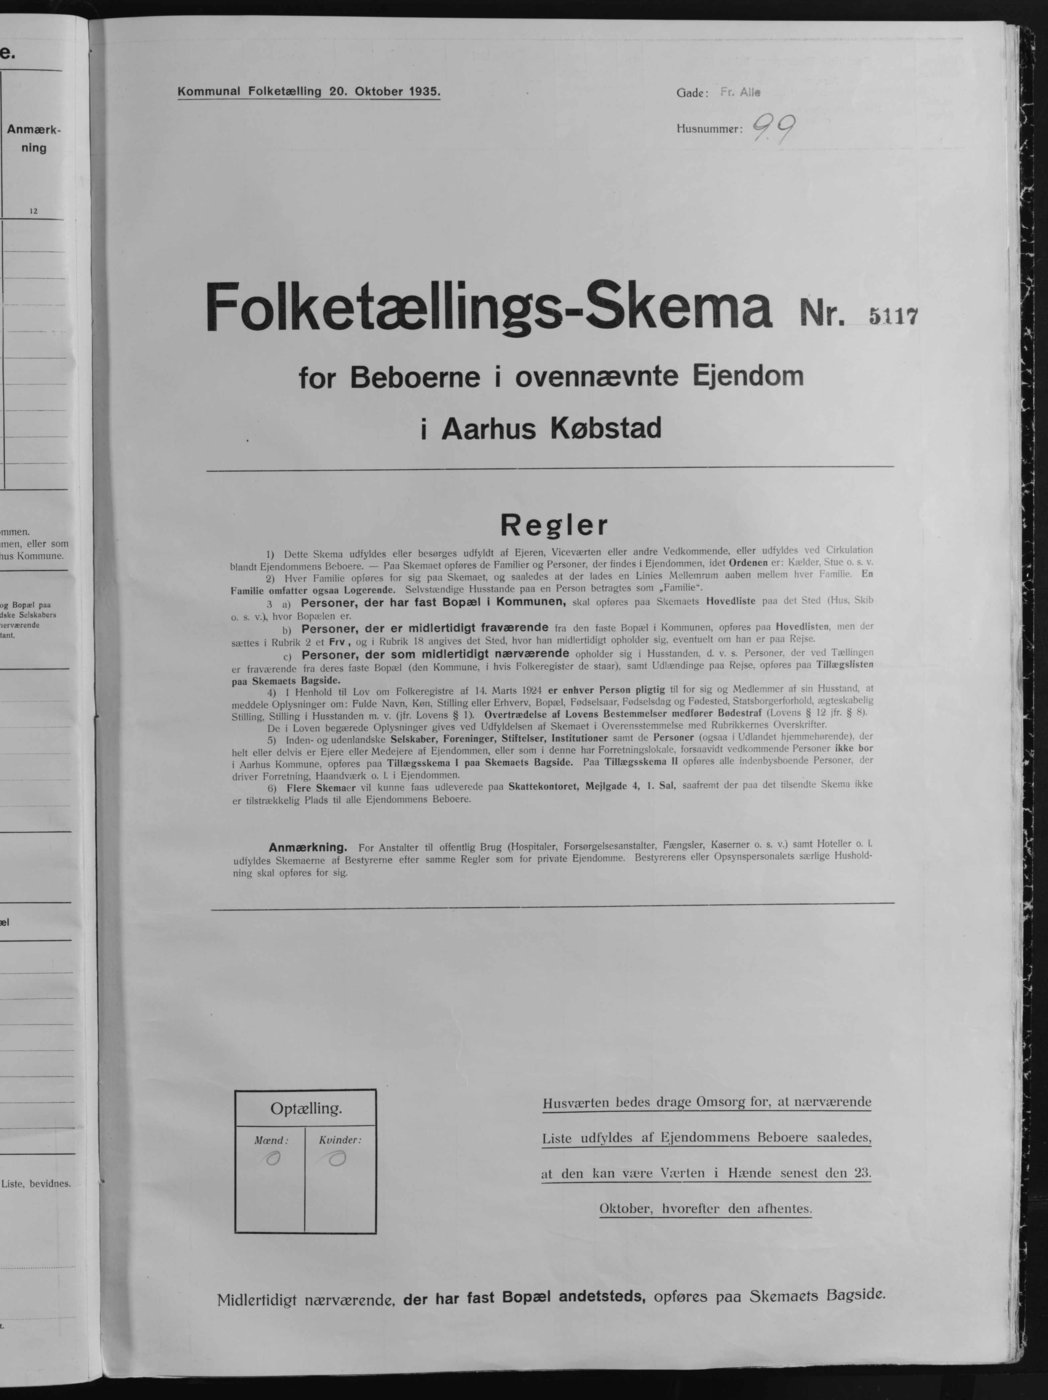 e.
Anmærk-
ning
12
ommen.
men, eller som
hus Kommune.
og Bopæl paa
dske Selskabers
nerværende
lant.
æl
Liste, bevidnes.
t.
Kommunal Folketælling 20. Oktober 1935.
Gade: Fr. Alle
Husnummer: 99
Folketællings-Skema Nr. 5117
for Beboerne i ovennævnte Ejendom
i Aarhus Købstad
Regler
1) Dette Skema udfyldes eller besørges udfyldt af Ejeren, Viceværten eller andre Vedkommende, eller udfyldes ved Cirkulation
blandt Ejendommens Beboere. — Paa Skemaet opføres de Familier og Personer, der findes i Ejendommen, idet Ordenen er: Kælder, Stue o. s. v.
2) Hver Familie opføres for sig paa Skemaet, og saaledes at der lades en Linies Mellemrum aaben mellem hver Familie. En
Familie omfatter ogsaa Logerende. Selvstændige Husstande paa en Person betragtes som „Familie“.
3 a) Personer, der har fast Bopæl i Kommunen, skal opføres paa Skemaets Hovedliste paa det Sted (Hus, Skib
o. s. v.), hvor Bopælen er.
b) Personer, der er midlertidigt fraværende fra den faste Bopæl i Kommunen, opføres paa Hovedlisten, men der
sættes i Rubrik 2 et Frv, og i Rubrik 18 angives det Sted, hvor han midlertidigt opholder sig, eventuelt om han er paa Rejse.
c) Personer, der som midlertidigt nærværende opholder sig i Husstanden, d. v. s. Personer, der ved Tællingen
er fraværende fra deres faste Bopæl (den Kommune, i hvis Folkeregister de staar), samt Udlændinge paa Rejse, opføres paa Tillægslisten
paa Skemaets Bagside.
4) I Henhold til Lov om Folkeregistre af 14. Marts 1924 er enhver Person pligtig til for sig og Medlemmer af sin Husstand, at
meddele Oplysninger om: Fulde Navn, Køn, Stilling eller Erhverv, Bopæl, Fødselsaar, Fødselsdag og Fødested, Statsborgerforhold, ægteskabelig
Stilling, Stilling i Husstanden m. v. (jfr. Lovens § 1). Overtrædelse af Lovens Bestemmelser medfører Bødestraf (Lovens § 12 jfr. § 8).
De i Loven begærede Oplysninger gives ved Udfyldelsen af Skemaet i Overensstemmelse med Rubrikkernes Overskrifter.
5) Inden- og udenlandske Selskaber, Foreninger, Stiftelser, Institutioner samt de Personer (ogsaa i Udlandet hjemmehørende), der
helt eller delvis er Ejere eller Medejere af Ejendommen, eller som i denne har Forretningslokale, forsaavidt vedkommende Personer ikke bor
i Aarhus Kommune, opføres paa Tillægsskema I paa Skemaets Bagside. Paa Tillægsskema II opføres alle indenbysboende Personer, der
driver Forretning, Haandværk o. l. i Ejendommen.
6) Flere Skemaer vil kunne faas udleverede paa Skattekontoret, Mejlgade 4, 1. Sal, saafremt der paa det tilsendte Skema ikke
er tilstrækkelig Plads til alle Ejendommens Beboere.
Anmærkning. For Anstalter til offentlig Brug (Hospitaler, Forsørgelsesanstalter, Fængsler, Kaserner o. s. v.) samt Hoteller o. l.
udfyldes Skemaerne af Bestyrerne efter samme Regler som for private Ejendomme. Bestyrerens eller Opsynspersonalets særlige Hushold-
ning skal opføres for sig.
Optælling.
Mænd: Kvinder:
0 0
Husværten bedes drage Omsorg for, at nærværende
Liste udfyldes af Ejendommens Beboere saaledes,
at den kan være Værten i Hænde senest den 23.
Oktober, hvorefter den afhentes.
Midlertidigt nærværende, der har fast Bopæl andetsteds, opføres paa Skemaets Bagside.